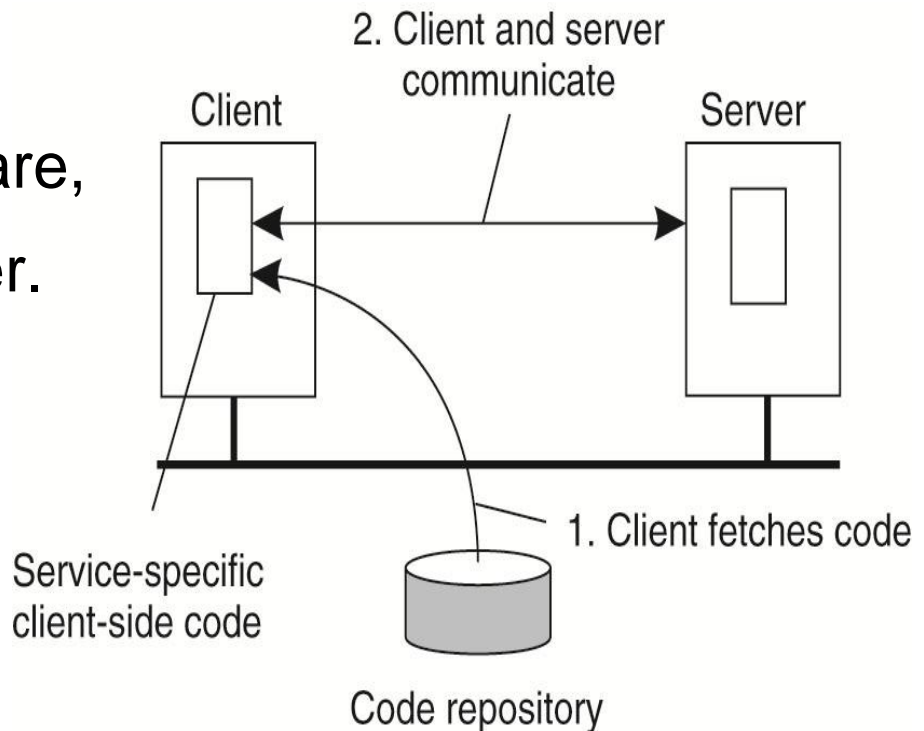 2. Client and server
communicate
Client
Server
are,
er.
1. Client fetches code
Service-specific
client-side code
Code repository